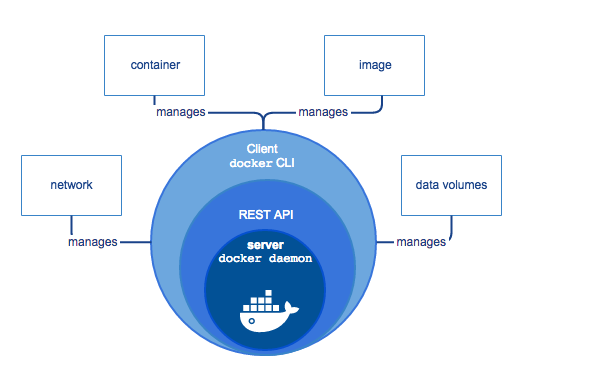 container
image
manages
manages
Client
docker CLI
network
data volumes
REST API
manages
manages
server
docker daemon